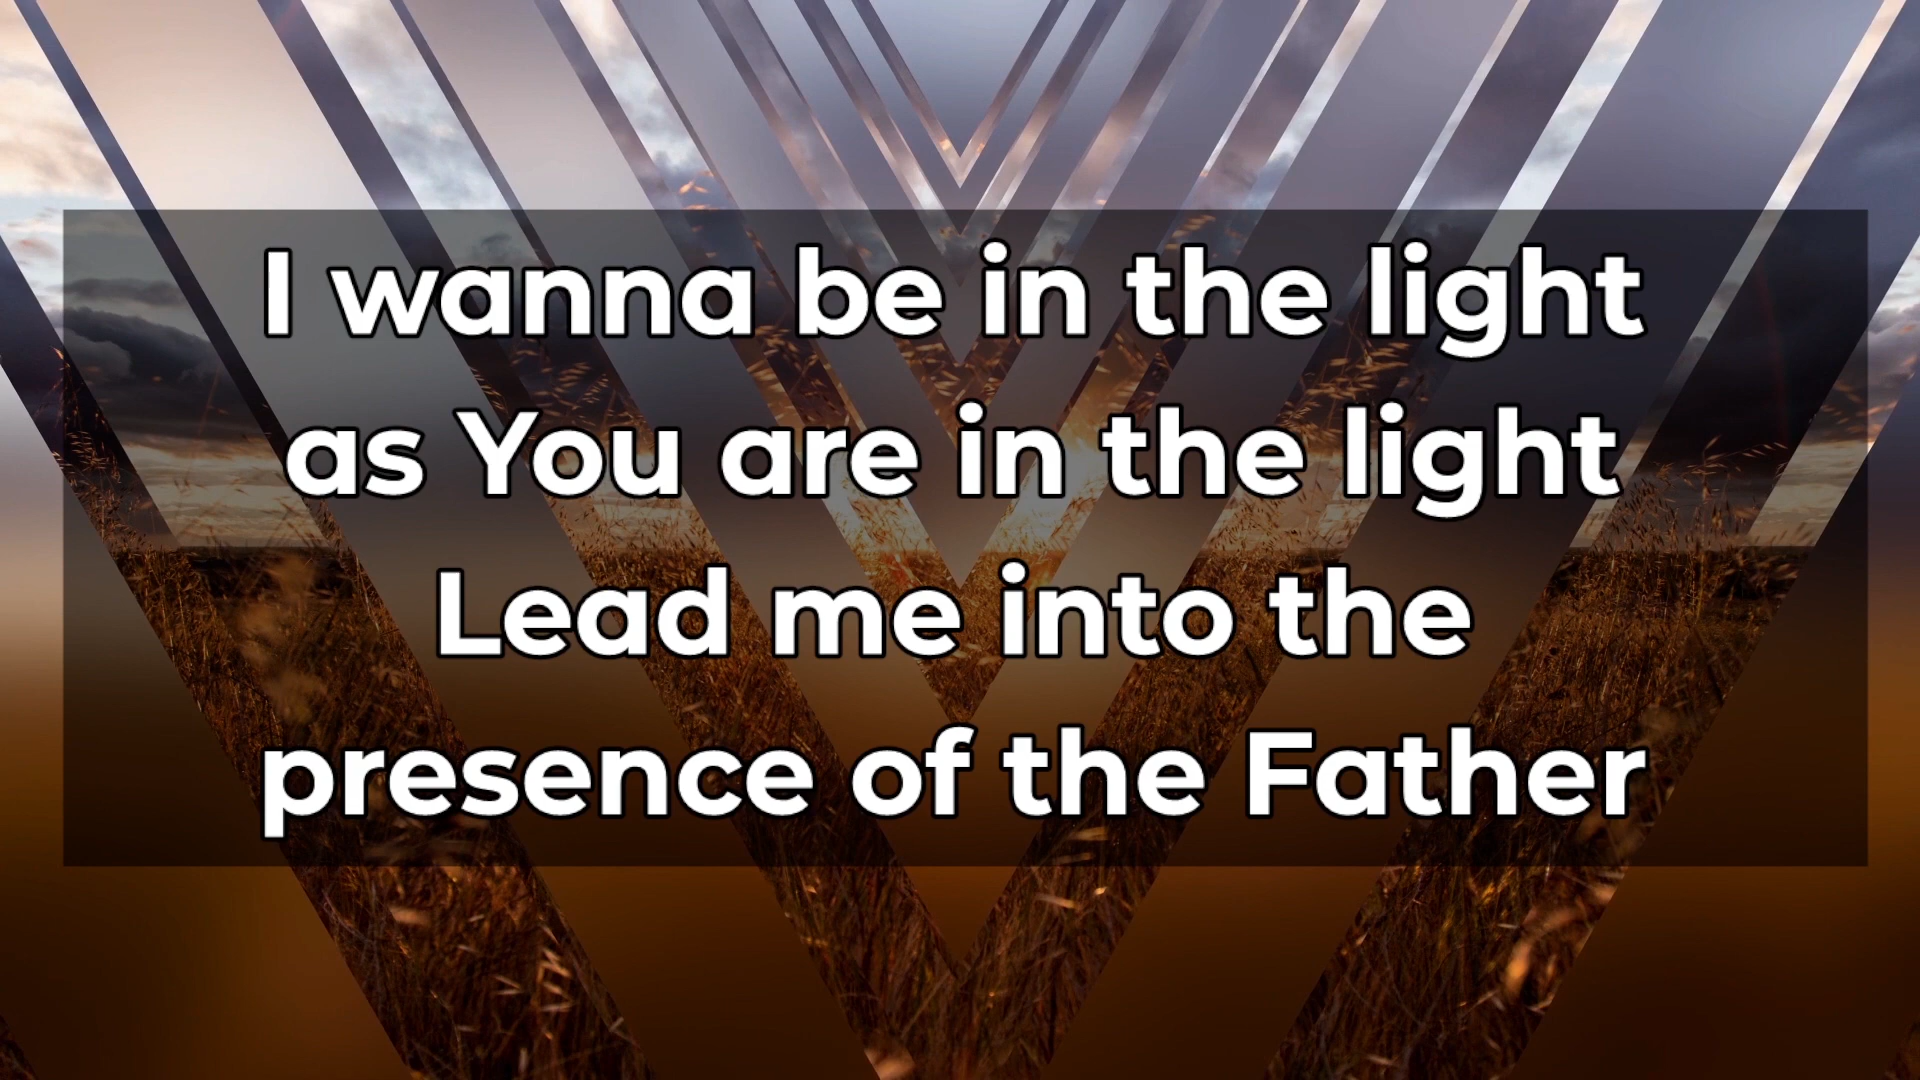 I wanna be in the light
as You are in the light
Lead me into the
presence of the Father